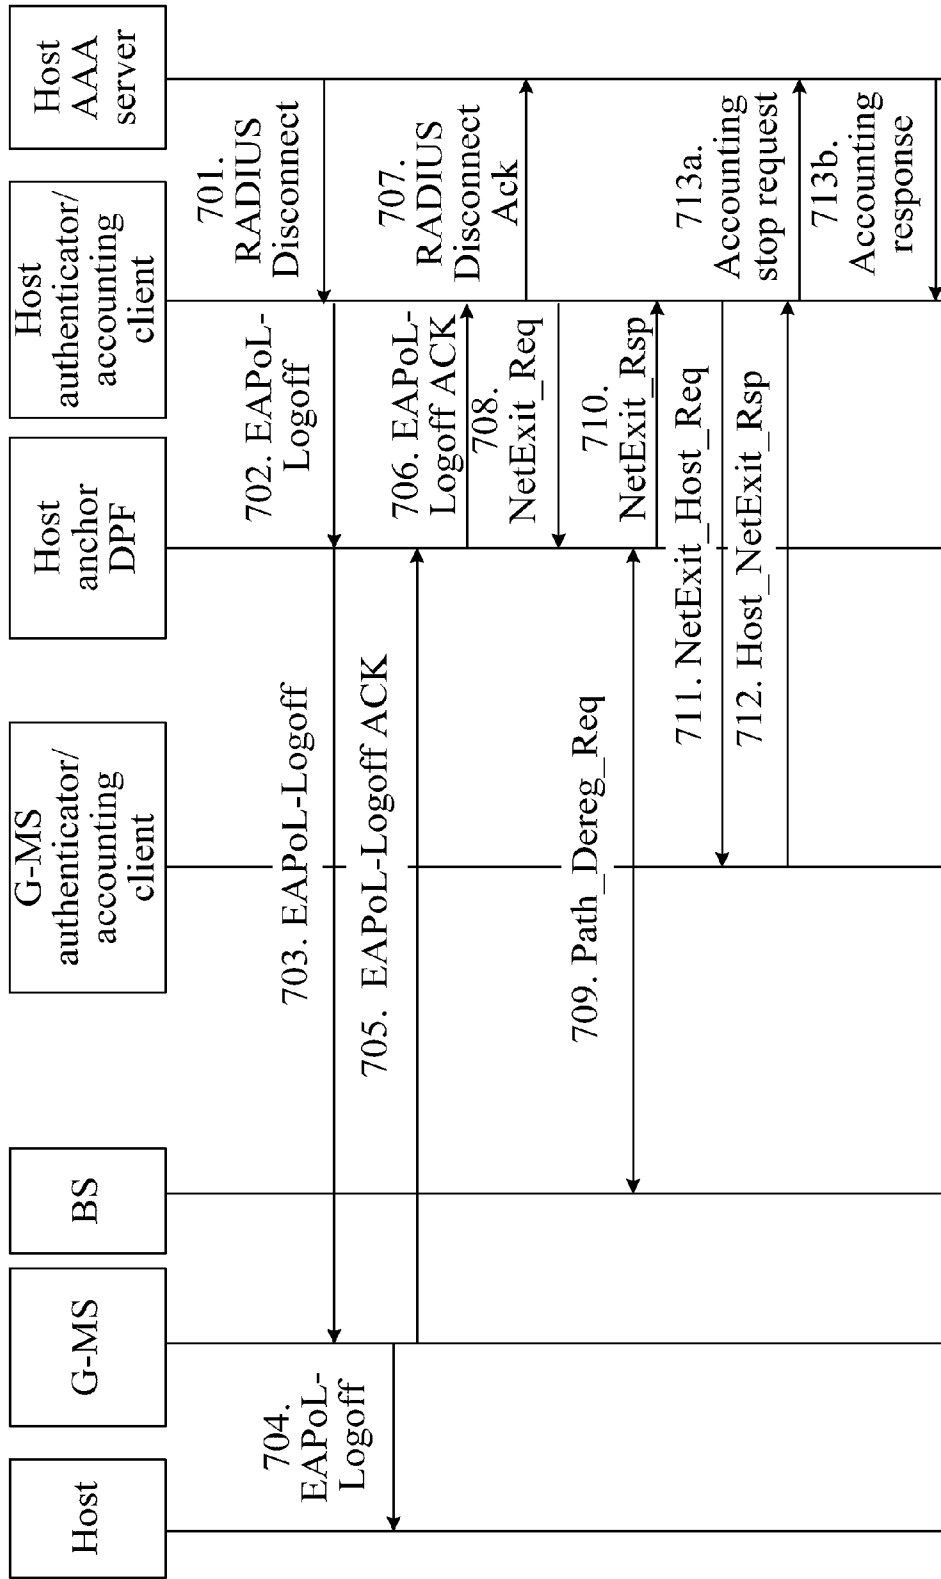 Host
G-MS
BS
G-MS
authenticator/
accounting
client
Host
anchor
DPF
Host
authenticator/
accounting
client
Host
AAA
server
701.
RADIUS
Disconnect
702. EAPoL-
Logoff
703. EAPoL-Logoff
704.
EAPoL-
Logoff
705. EAPoL-Logoff ACK
706. EAPoL-
Logoff ACK
707.
RADIUS
Disconnect
Ack
708.
NetExit_Req
709. Path_Dereg_Req
710.
NetExit_Rsp
711. NetExit_Host_Req
712. Host_NetExit_Rsp
713a.
Accounting
stop request
713b.
Accounting
response